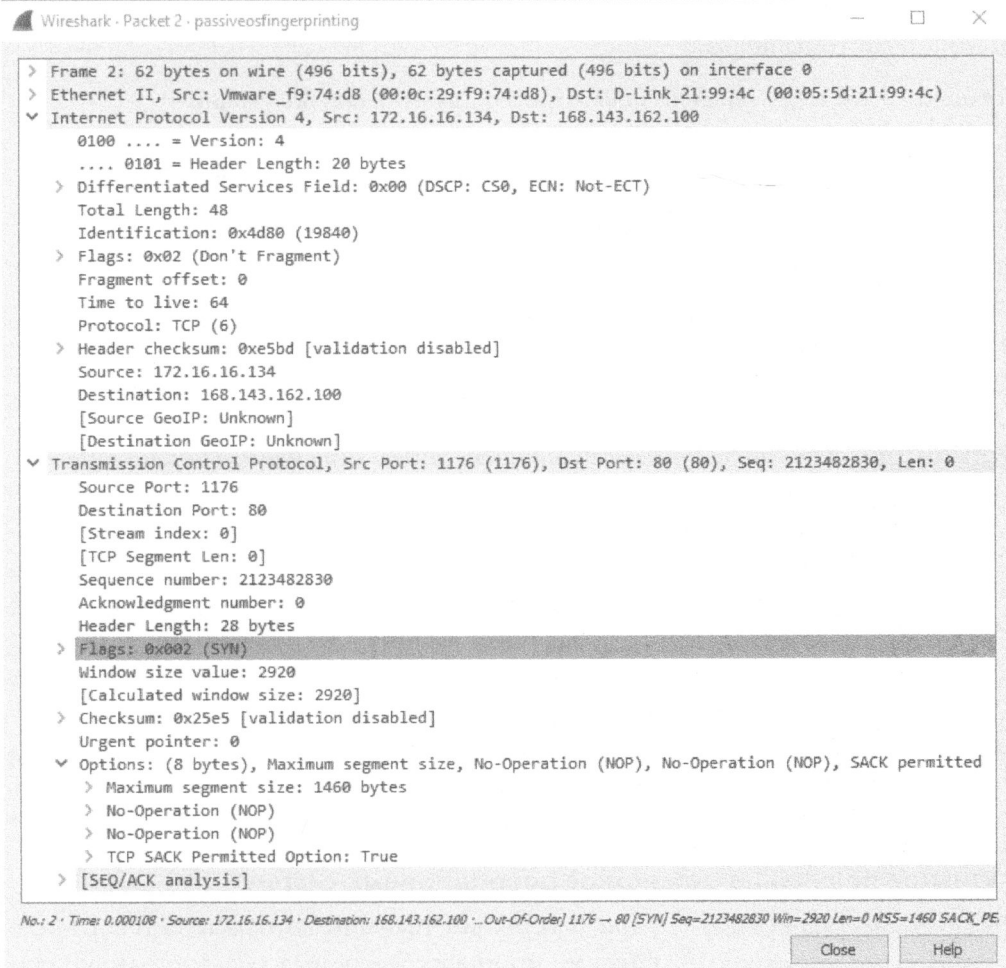 Wireshark · Packet 2 · passiveosfingerprinting
Frame 2: 62 bytes on wire (496 bits), 62 bytes captured (496 bits) on interface 0
Ethernet II, Src: Vmware_f9:74:d8 (00:0c:29:f9:74:d8), Dst: D-Link_21:99:4c (00:05:5d:21:99:4c)
Internet Protocol Version 4, Src: 172.16.16.134, Dst: 168.143.162.100
0100 .... = Version: 4
.... 0101 = Header Length: 20 bytes
Differentiated Services Field: 0x00 (DSCP: CS0, ECN: Not-ECT)
Total Length: 48
Identification: 0x4d80 (19840)
Flags: 0x02 (Don't Fragment)
Fragment offset: 0
Time to live: 64
Protocol: TCP (6)
Header checksum: 0xe5bd [validation disabled]
Source: 172.16.16.134
Destination: 168.143.162.100
[Source GeoIP: Unknown]
[Destination GeoIP: Unknown]
Transmission Control Protocol, Src Port: 1176 (1176), Dst Port: 80 (80), Seq: 2123482830, Len: 0
Source Port: 1176
Destination Port: 80
[Stream index: 0]
[TCP Segment Len: 0]
Sequence number: 2123482830
Acknowledgment number: 0
Header Length: 28 bytes
Flags: 0x002 (SYN)
Window size value: 2920
[Calculated window size: 2920]
Checksum: 0x25e5 [validation disabled]
Urgent pointer: 0
Options: (8 bytes), Maximum segment size, No-Operation (NOP), No-Operation (NOP), SACK permitted
Maximum segment size: 1460 bytes
No-Operation (NOP)
No-Operation (NOP)
TCP SACK Permitted Option: True
[SEQ/ACK analysis]
No.: 2 · Time: 0.000108 · Source: 172.16.16.134 · Destination: 168.143.162.100 ·...Out-Of-Order] 1176 → 80 [SYN] Seq=2123482830 Win=2920 Len=0 MSS=1460 SACK_PE.
Close Help